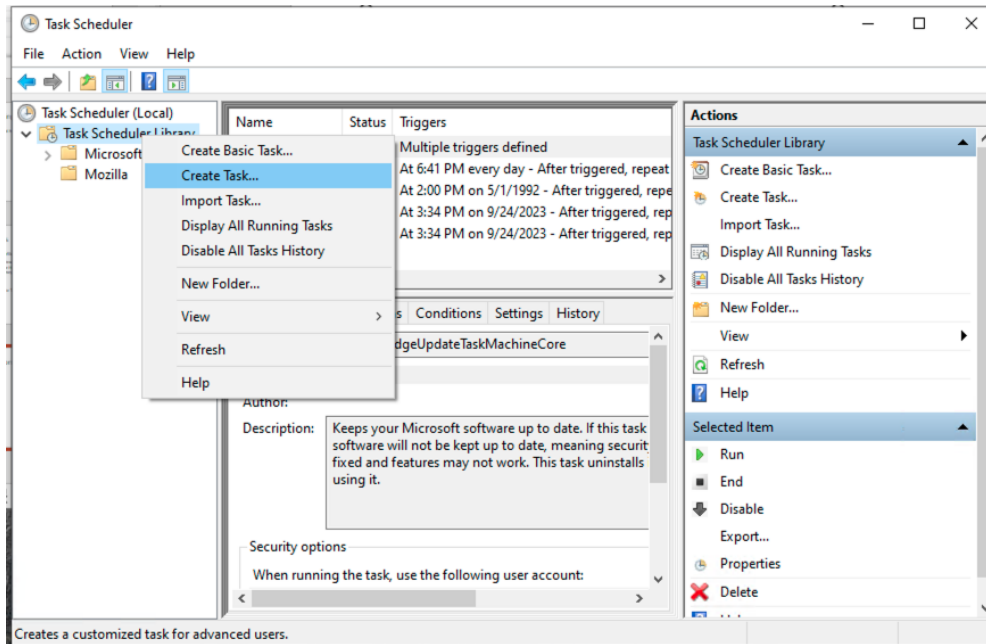 Task Scheduler
File Action View Help
Task Scheduler (Local)
Task Scheduler Library
Microsoft
Mozilla
Create Basic Task...
Create Task...
Import Task...
Display All Running Tasks
Disable All Tasks History
New Folder...
View
Refresh
Help
Name Status Triggers
Multiple triggers defined
At 6:41 PM every day - After triggered, repeat
At 2:00 PM on 5/1/1992 - After triggered, repe
At 3:34 PM on 9/24/2023 - After triggered, rep
At 3:34 PM on 9/24/2023 - After triggered, rep
s Conditions Settings History
dgeUpdateTaskMachineCore
Author:
Description: Keeps your Microsoft software up to date. If this task
software will not be kept up to date, meaning securit
fixed and features may not work. This task uninstalls
using it.
Security options
When running the task, use the following user account:
Actions
Task Scheduler Library
Create Basic Task...
Create Task...
Import Task...
Display All Running Tasks
Disable All Tasks History
New Folder...
View
Refresh
Help
Selected Item
Run
End
Disable
Export...
Properties
Delete
Creates a customized task for advanced users.